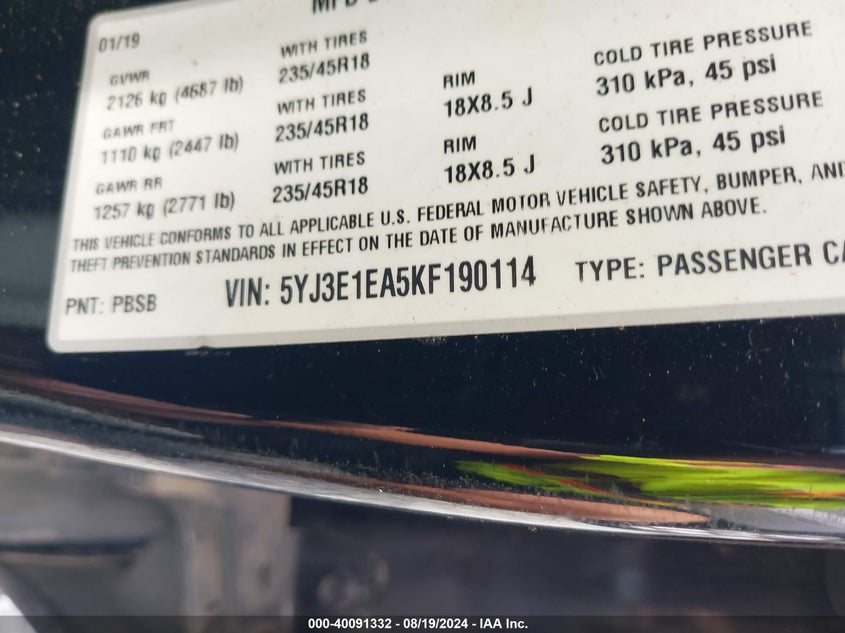 01/19
GVWR
2126 kg (4687 lb)
WITH TIRES
235/45R18
GAWR FRT
1110 kg (2447 lb)
WITH TIRES
235/45R18
RIM
18X8.5 J
COLD TIRE PRESSURE
310 kPa, 45 psi
GAWR RR
1257 kg (2771 lb)
WITH TIRES
235/45R18
RIM
18X8.5 J
COLD TIRE PRESSURE
310 kPa, 45 psi
THIS VEHICLE CONFORMS TO ALL APPLICABLE U.S. FEDERAL MOTOR VEHICLE SAFETY, BUMPER, AND
THEFT PREVENTION STANDARDS IN EFFECT ON THE DATE OF MANUFACTURE SHOWN ABOVE.
PNT: PBSB
VIN: 5YJ3E1EA5KF190114
TYPE: PASSENGER
000-40091332 - 08/19/2024 - IAA Inc.